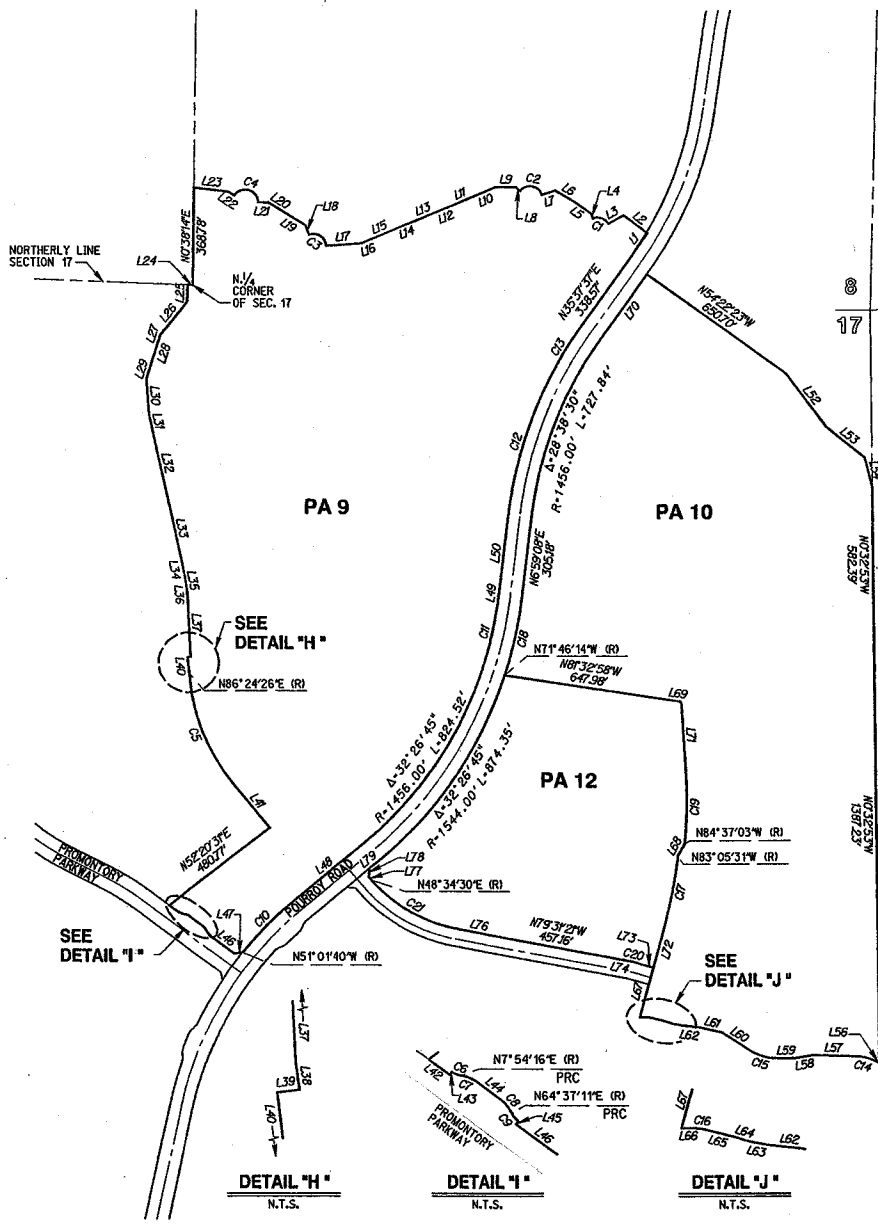 L23
L22
C4
L21
L20
L19
L18
C3
L17
L16
L15
L14
L13
L12
L11
L10
L9
L8
C2
L7
L6
L5
L4
C1
L3
L2
L1
NORTHERLY LINE
SECTION 17
L24
N0°38'14"E
368.78'
N.1/4
CORNER
OF SEC. 17
L25
L26
L27
L28
L29
L30
L31
L32
L33
L34
L35
L36
L37
N35°37'37"E
338.57'
L70
N54°22'23"W
650.70'
8
17
L52
L53
L54
C13
C12
Δ=28°38'30"
R=1456.00' L=727.84'
PA 9
PA 10
L50
L49
N6°59'08"E
305.18'
N0°32'53"W
582.39'
SEE
DETAIL "H"
L40
N86°24'26"E (R)
C11
C18
N71°46'14"W (R)
N81°32'58"W
647.98'
L69
L71
C5
L41
Δ=32°26'45"
R=1456.00' L=824.52'
Δ=32°26'45"
R=1544.00' L=874.35'
PA 12
C19
N84°37'03"W (R)
L68
N83°05'31"W (R)
N0°32'53"W
1387.23'
PROMONTORY
PARKWAY
N52°20'31"E
480.77'
L48
POURROY ROAD
L79
L78
L77
N48°34'30"E (R)
C17
C10
C21
L47
L46
SEE
DETAIL "I"
N51°01'40"W (R)
L76
N79°31'21"W
457.16'
L73
C20
L74
L72
L67
SEE
DETAIL "J"
L56
L62
L61
L60
C15
L59
L58
L57
C14
L37
L38
L39
L40
L42
L43
C6
C7
N7°54'16"E (R)
PRC
L44
C8
N64°37'11"E (R)
PRC
C9
L45
L46
PROMONTORY
PARKWAY
L67
C16
L66
L65
L64
L63
L62
DETAIL "H"
N.T.S.
DETAIL "I"
N.T.S.
DETAIL "J"
N.T.S.